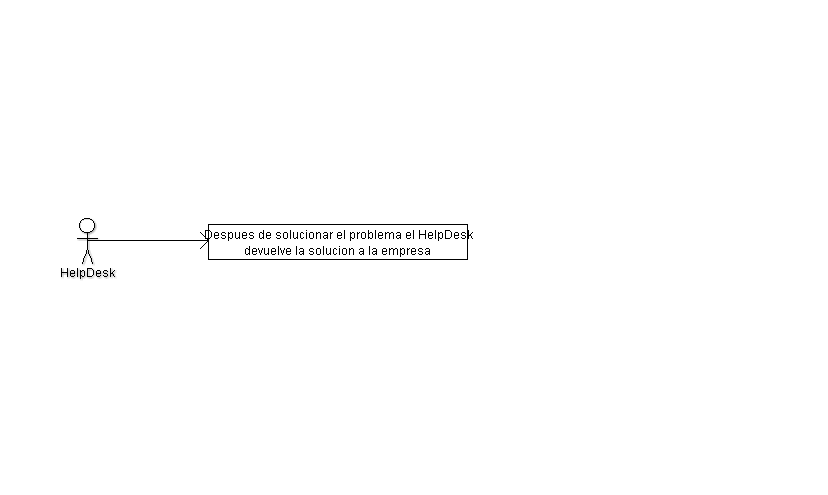 Despues de solucionar el problema el HelpDesk
devuelve la solucion a la empresa
HelpDesk